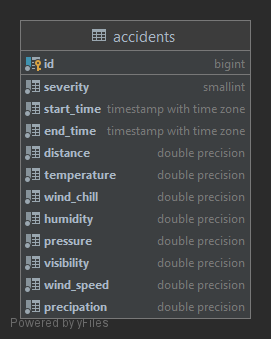 accidents
id bigint
severity smallint
start_time timestamp with time zone
end_time timestamp with time zone
distance double precision
temperature double precision
wind_chill double precision
humidity double precision
pressure double precision
visibility double precision
wind_speed double precision
precipation double precision
Powered by yFiles